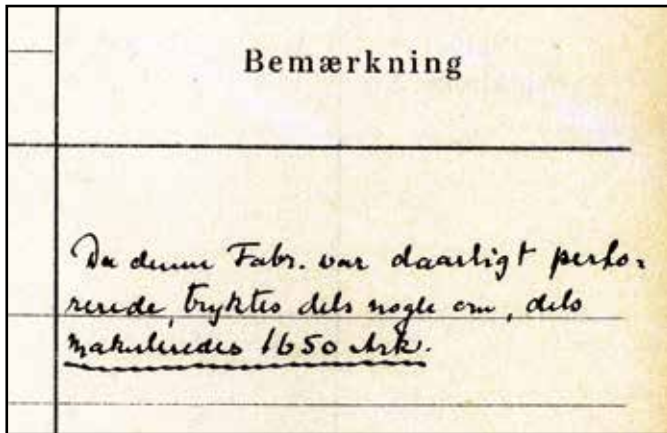 Bemærkning
Da denne Fabr. var daarligt perfo-
rerede, tryktes dels nogle om, dels
makuleredes 1650 Ark.